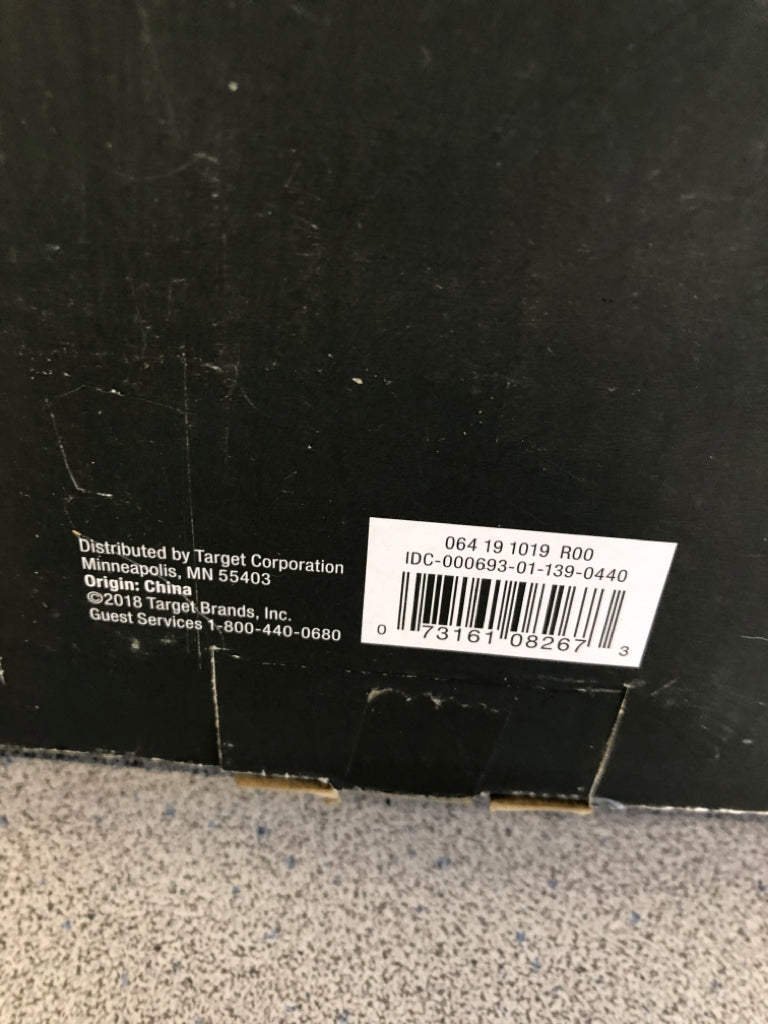 Distributed by Target Corporation
Minneapolis, MN 55403
Origin: China
©2018 Target Brands, Inc.
Guest Services 1-800-440-0680
064 19 1019 R00
IDC-000693-01-139-0440
0 73161 08267 3